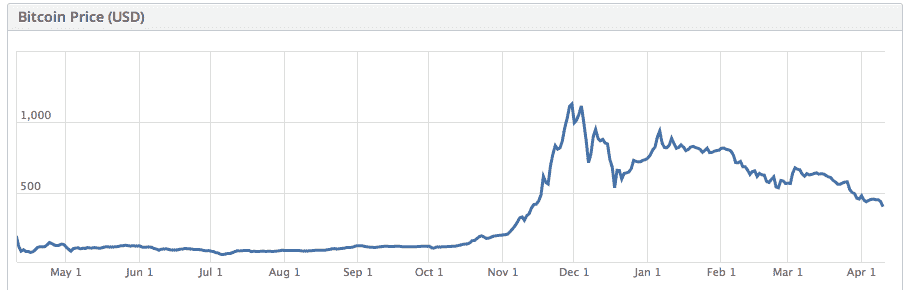 Bitcoin Price (USD)
1,000
500
May 1 Jun 1 Jul 1 Aug 1 Sep 1 Oct 1 Nov 1 Dec 1 Jan 1 Feb 1 Mar 1 Apr 1